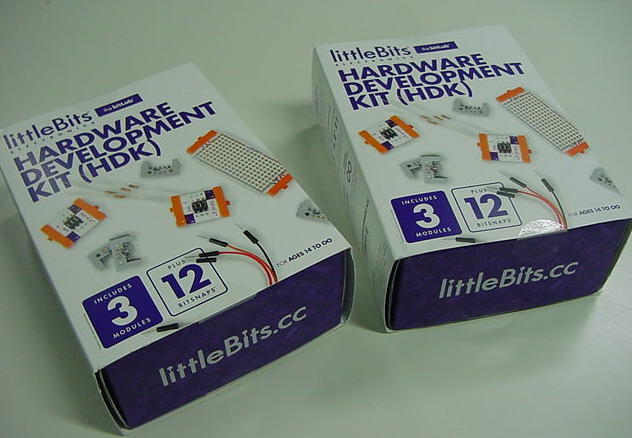 littleBits the bitLab
ELECTRONICS
HARDWARE
DEVELOPMENT
KIT (HDK)
INCLUDES
3
MODULES
PLUS
12
BITSNAPS
FOR AGES 14 TO ∞
littleBits.cc
littleBits the bitLab
ELECTRONICS
HARDWARE
DEVELOPMENT
KIT (HDK)
INCLUDES
3
MODULES
PLUS
12
BITSNAPS
FOR AGES 14 TO ∞
littleBits.cc